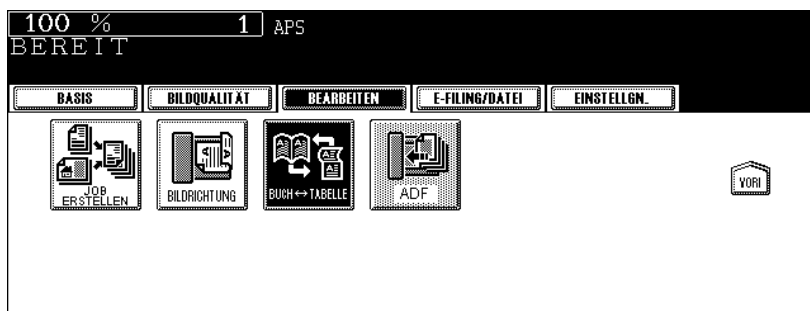 100 % 1 APS
BEREIT
BASIS BILDQUALITÄT BEARBEITEN E-FILING/DATEI EINSTELLGN.
JOB ERSTELLEN BILDRICHTUNG BUCH↔TABELLE ADF
VORI